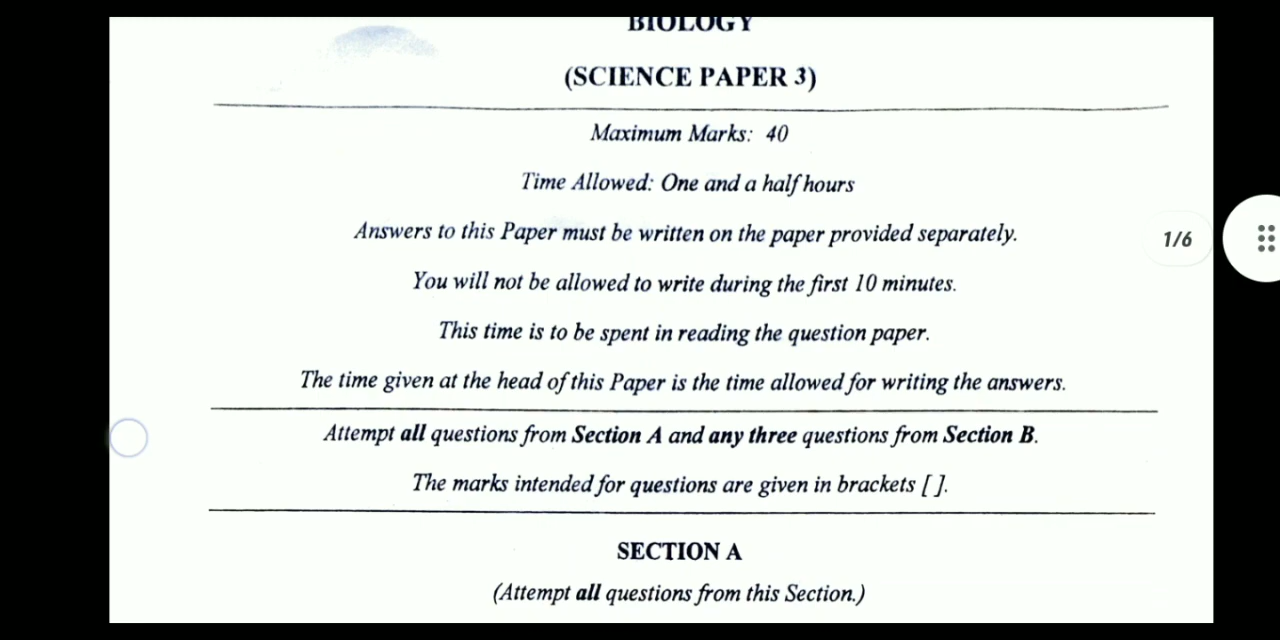 BIOLOGY
(SCIENCE PAPER 3)
Maximum Marks: 40
Time Allowed: One and a half hours
Answers to this Paper must be written on the paper provided separately.
You will not be allowed to write during the first 10 minutes.
This time is to be spent in reading the question paper.
The time given at the head of this Paper is the time allowed for writing the answers.
Attempt all questions from Section A and any three questions from Section B.
The marks intended for questions are given in brackets [ ].
SECTION A
(Attempt all questions from this Section.)
1/6